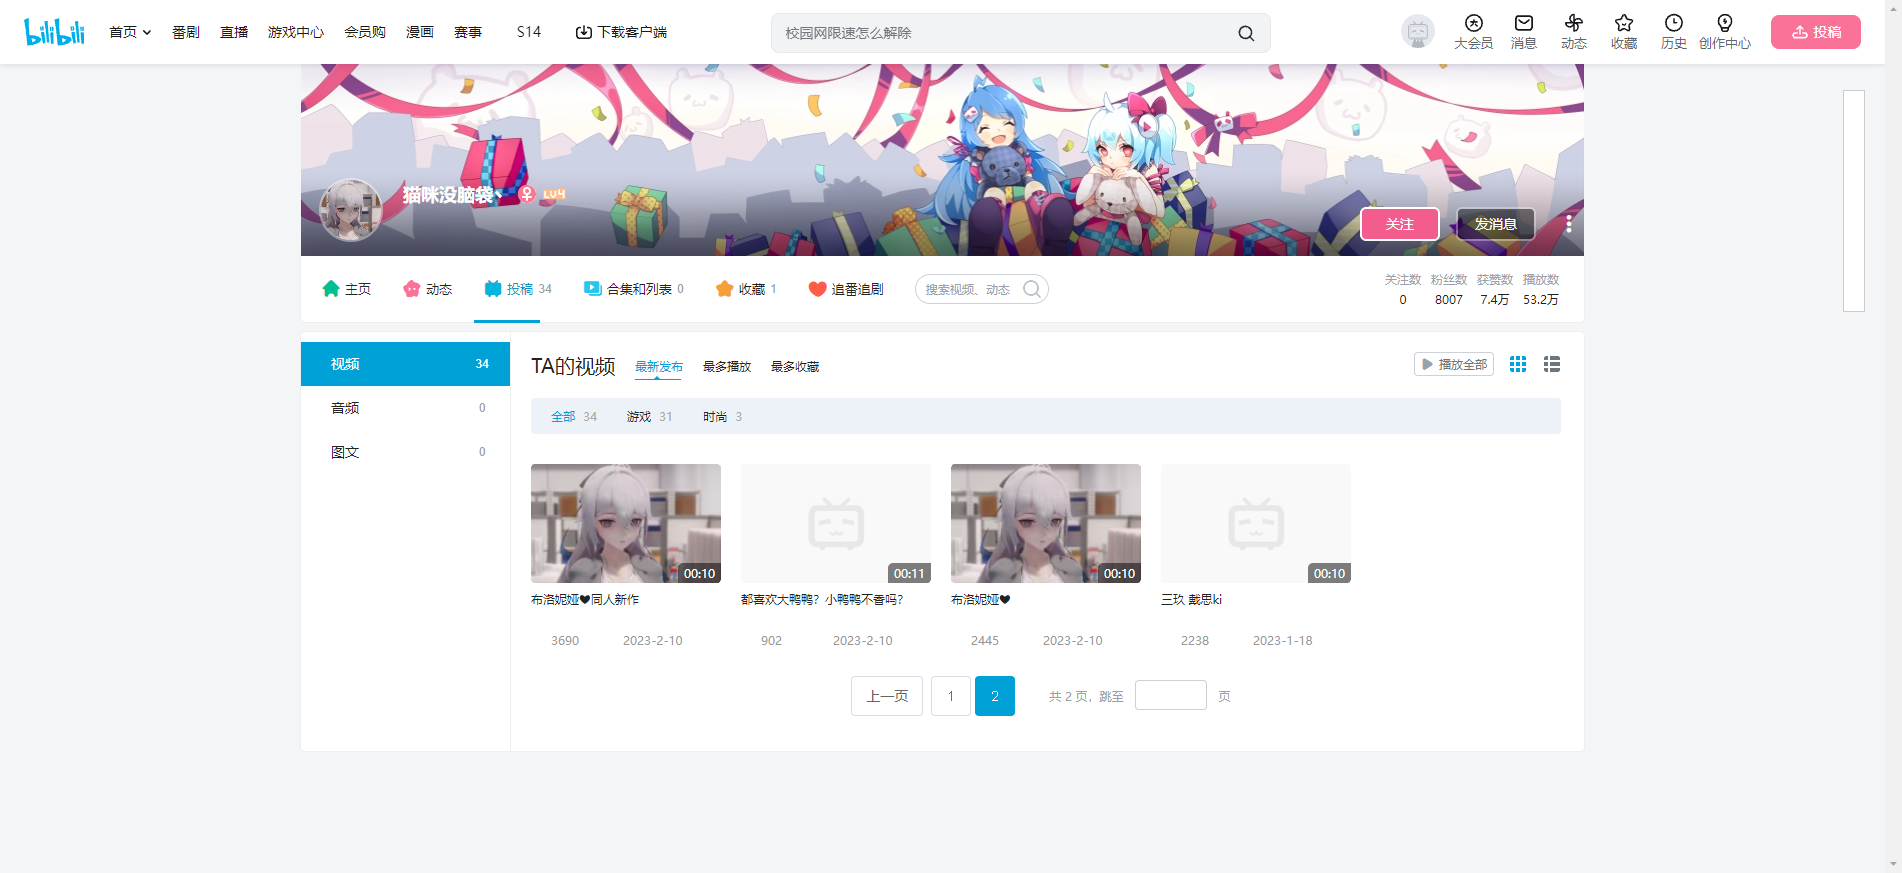 bilibili 首页 番剧 直播 游戏中心 会员购 漫画 赛事 S14 下载客户端
校园网限速怎么解除
大会员 消息 动态 收藏 历史 创作中心 投稿
猫咪没脑袋丶 LV4
关注 发消息
主页 动态 投稿 34 合集和列表 0 收藏 1 追番追剧
搜索视频、动态
关注数 粉丝数 获赞数 播放数
0 8007 7.4万 53.2万
视频 34
音频 0
图文 0
TA的视频 最新发布 最多播放 最多收藏
播放全部
全部 34 游戏 31 时尚 3
00:10 00:11 00:10 00:10
布洛妮娅❤同人新作
3690 2023-2-10
都喜欢大鸭鸭？小鸭鸭不香吗？
902 2023-2-10
布洛妮娅❤
2445 2023-2-10
三玖 戴思ki
2238 2023-1-18
上一页 1 2 共 2 页，跳至 页